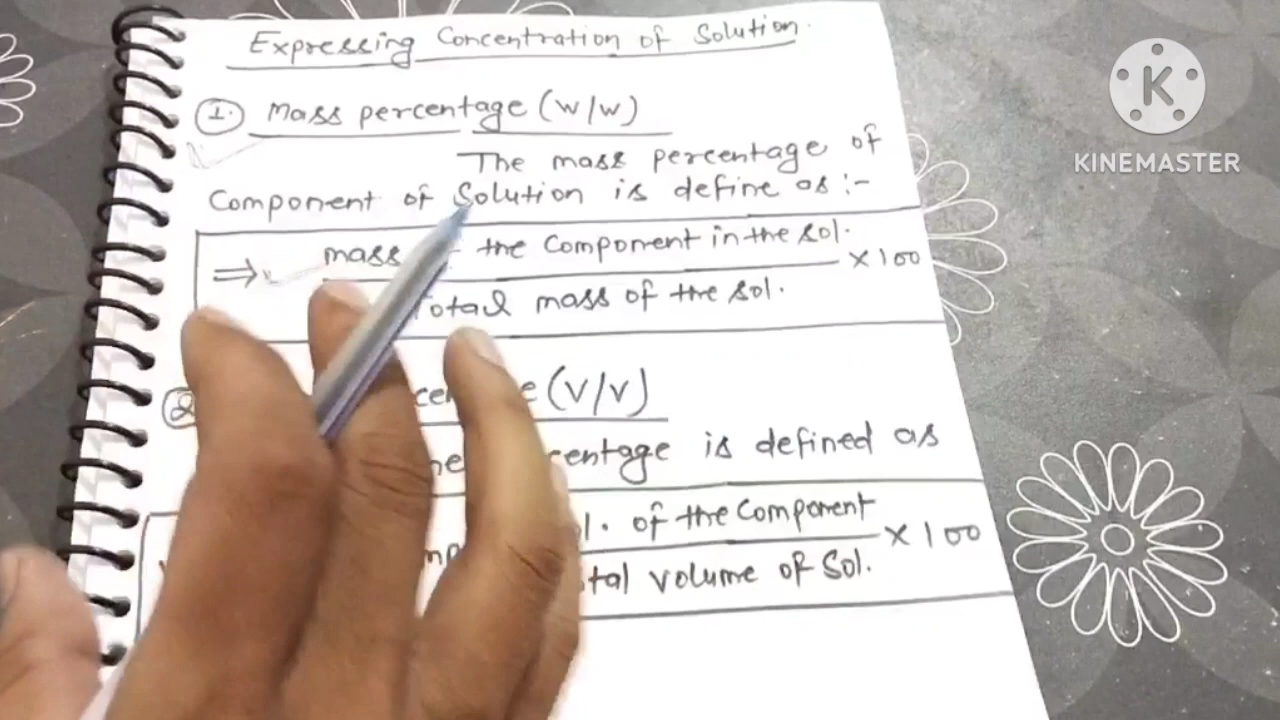 Expressing Concentration of Solution.
1. Mass percentage (w/w)
The mass percentage of
Component of Solution is define as :-
⇒ mass the Component in the sol. × 100
Total mass of the sol.
2 (V/V)
is defined as
of the Component × 100
volume of Sol.
K
KINEMASTER